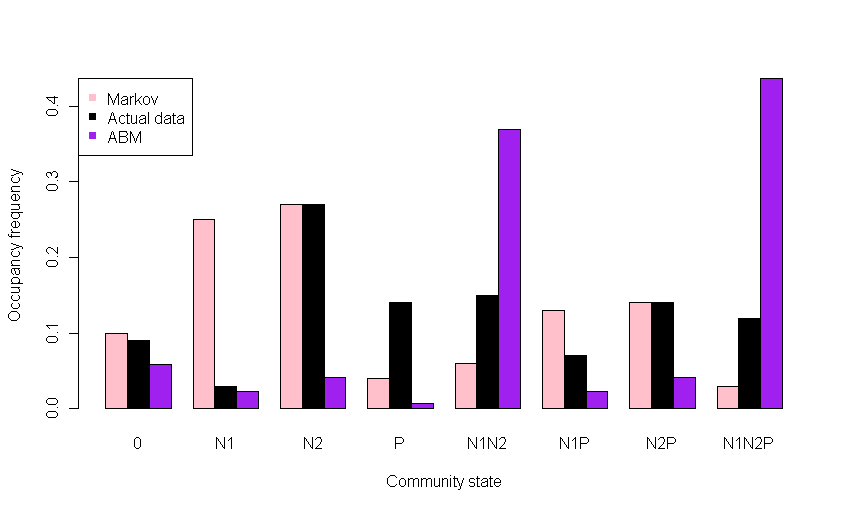 Markov
Actual data
ABM
Occupancy frequency
0.4
0.3
0.2
0.1
0.0
0 N1 N2 P N1N2 N1P N2P N1N2P
Community state